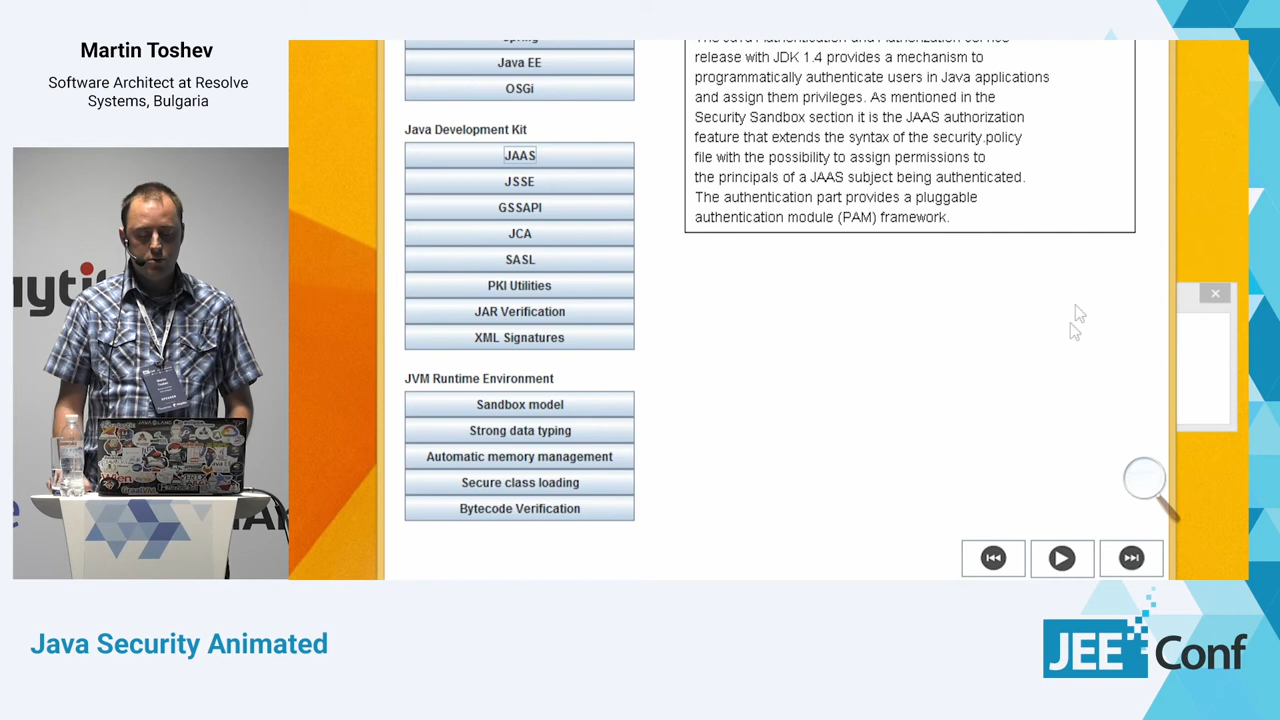 Martin Toshev
Software Architect at Resolve
Systems, Bulgaria
Spring
Java EE
OSGi
Java Development Kit
JAAS
JSSE
GSSAPI
JCA
SASL
PKI Utilities
JAR Verification
XML Signatures
JVM Runtime Environment
Sandbox model
Strong data typing
Automatic memory management
Secure class loading
Bytecode Verification
release with JDK 1.4 provides a mechanism to
programmatically authenticate users in Java applications
and assign them privileges. As mentioned in the
Security Sandbox section it is the JAAS authorization
feature that extends the syntax of the security.policy
file with the possibility to assign permissions to
the principals of a JAAS subject being authenticated.
The authentication part provides a pluggable
authentication module (PAM) framework.
Martin
Toshev
SPEAKER
JAVA
Java Security Animated
JEE Conf